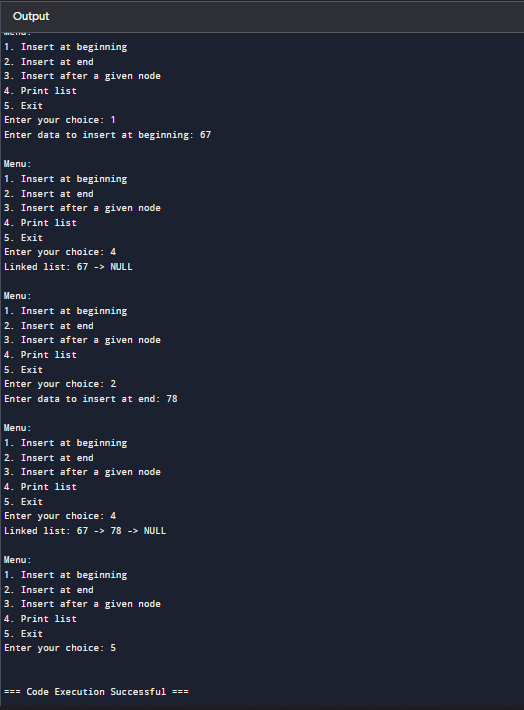 Output
Menu:
1. Insert at beginning
2. Insert at end
3. Insert after a given node
4. Print list
5. Exit
Enter your choice: 1
Enter data to insert at beginning: 67
Menu:
1. Insert at beginning
2. Insert at end
3. Insert after a given node
4. Print list
5. Exit
Enter your choice: 4
Linked list: 67 -> NULL
Menu:
1. Insert at beginning
2. Insert at end
3. Insert after a given node
4. Print list
5. Exit
Enter your choice: 2
Enter data to insert at end: 78
Menu:
1. Insert at beginning
2. Insert at end
3. Insert after a given node
4. Print list
5. Exit
Enter your choice: 4
Linked list: 67 -> 78 -> NULL
Menu:
1. Insert at beginning
2. Insert at end
3. Insert after a given node
4. Print list
5. Exit
Enter your choice: 5
=== Code Execution Successful ===